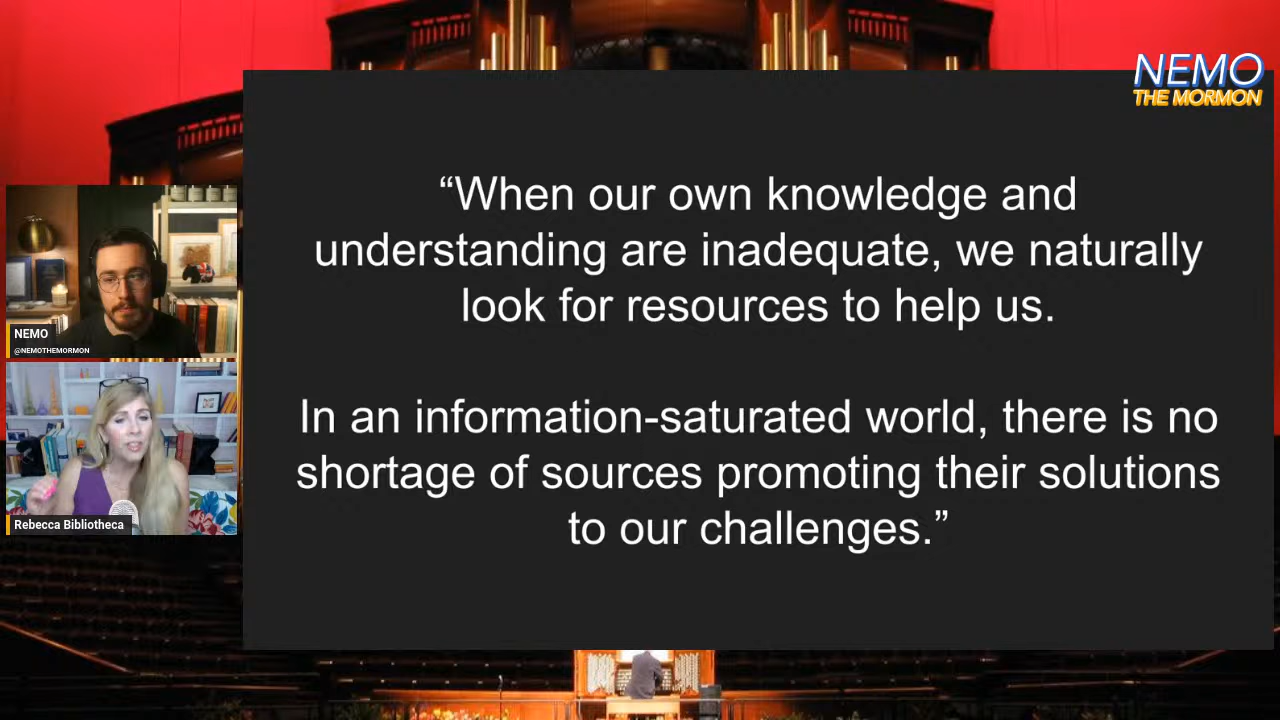 NEMO
THE MORMON
“When our own knowledge and
understanding are inadequate, we naturally
look for resources to help us.
In an information-saturated world, there is no
shortage of sources promoting their solutions
to our challenges.”
NEMO
@NEMOTHEMORMON
Rebecca Bibliotheca